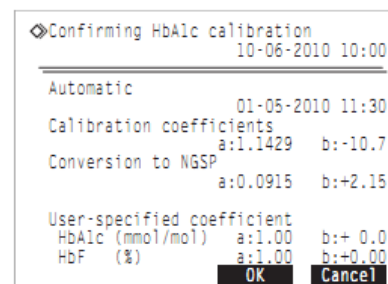 Confirming HbA1c calibration
10-06-2010 10:00
Automatic
01-05-2010 11:30
Calibration coefficients
a:1.1429 b:-10.7
Conversion to NGSP
a:0.0915 b:+2.15
User-specified coefficient
HbA1c (mmol/mol) a:1.00 b:+ 0.0
HbF (%) a:1.00 b:+0.00
OK Cancel